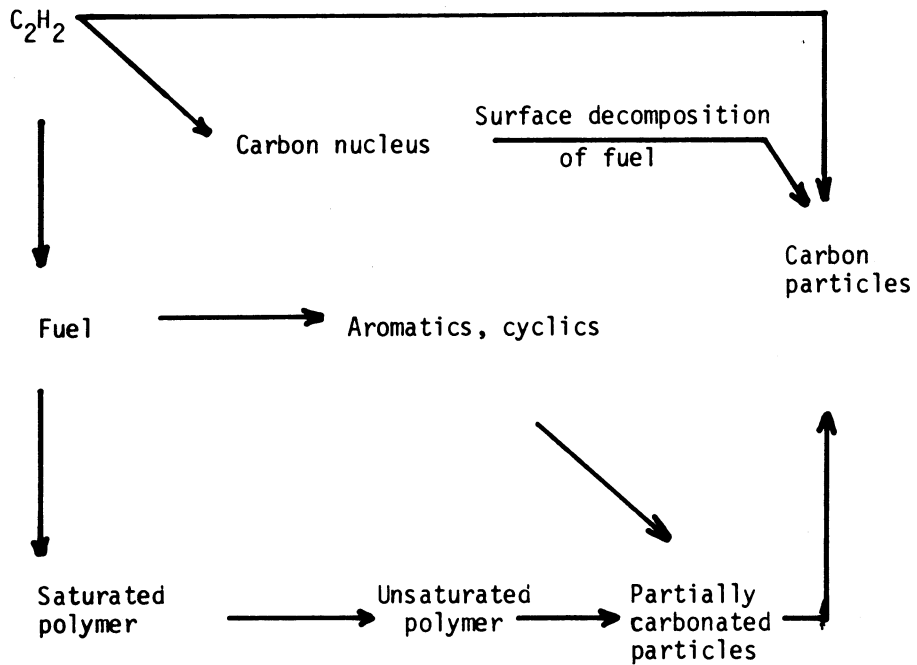 C2H2
Surface decomposition
of fuel
Carbon nucleus
Carbon
particles
Fuel
Aromatics, cyclics
Saturated
polymer
Unsaturated
polymer
Partially
carbonated
particles